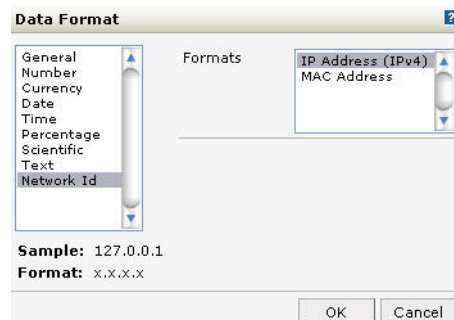 Data Format ?
General
Number
Currency
Date
Time
Percentage
Scientific
Text
Network Id
Formats
IP Address (IPv4)
MAC Address
Sample: 127.0.0.1
Format: x.x.x.x
OK Cancel